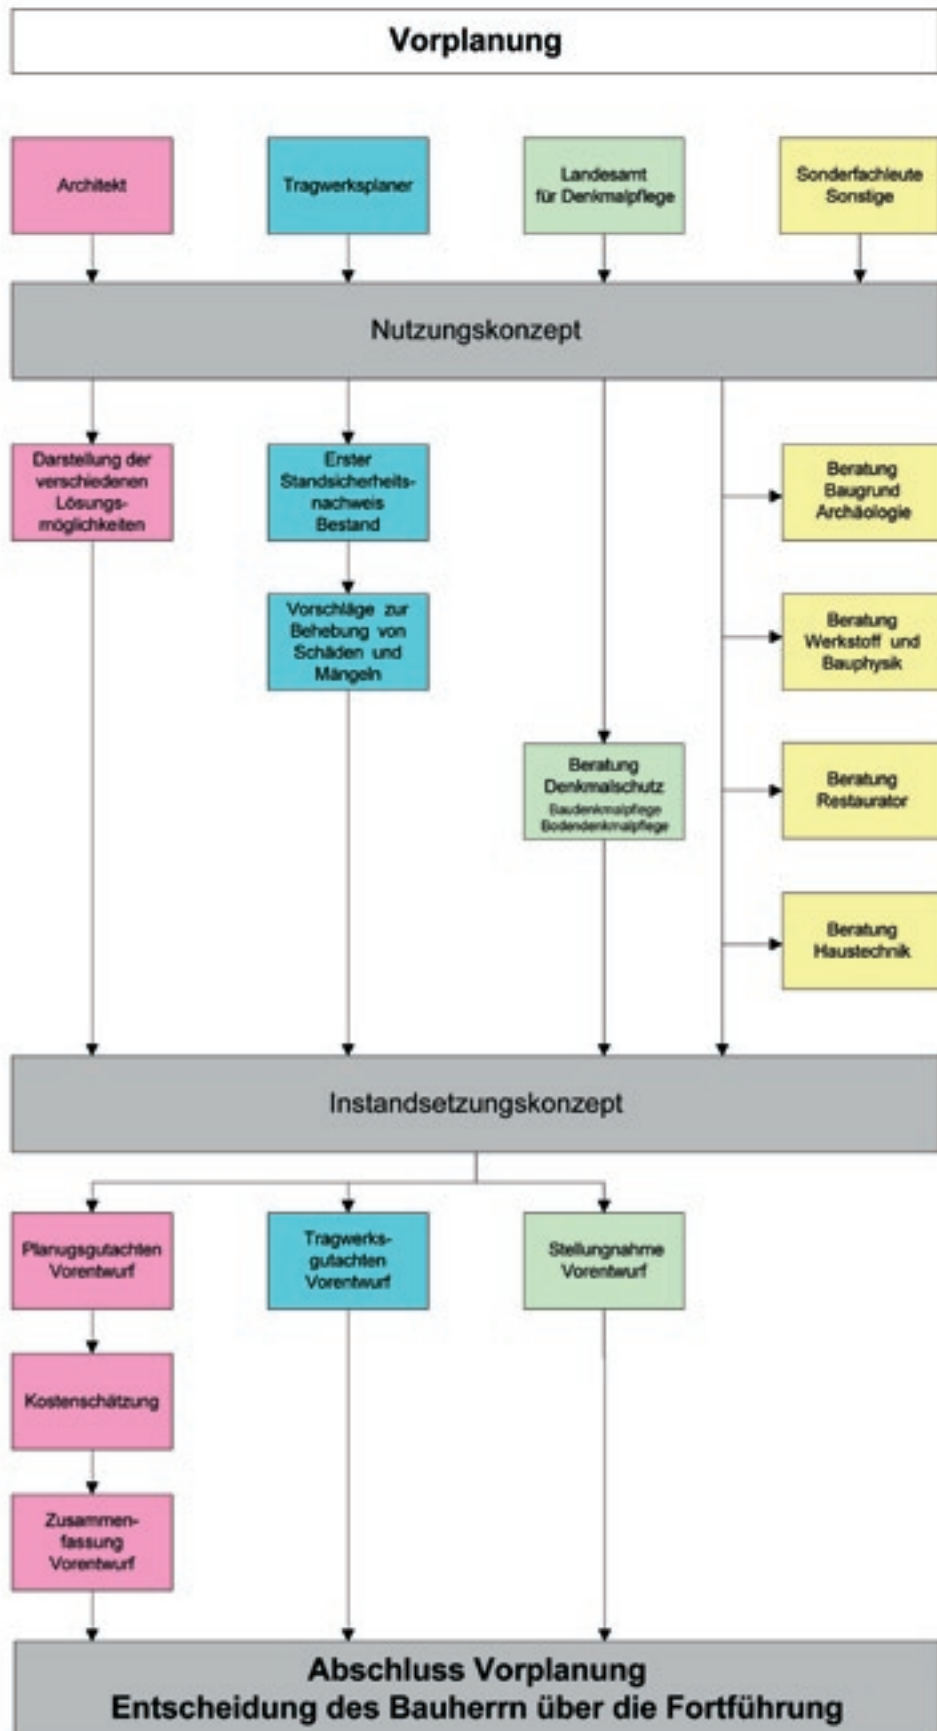 Vorplanung
Architekt
Tragwerksplaner
Landesamt
für Denkmalpflege
Sonderfachleute
Sonstige
Nutzungskonzept
Darstellung der
verschiedenen
Lösungs-
möglichkeiten
Erster
Standsicherheits-
nachweis
Bestand
Beratung
Baugrund
Archäologie
Vorschläge zur
Behebung von
Schäden und
Mängeln
Beratung
Werkstoff und
Bauphysik
Beratung
Denkmalschutz
Baudenkmalpflege
Bodendenkmalpflege
Beratung
Restaurator
Beratung
Haustechnik
Instandsetzungskonzept
Planugsgutachten
Vorentwurf
Tragwerks-
gutachten
Vorentwurf
Stellungnahme
Vorentwurf
Kostenschätzung
Zusammen-
fassung
Vorentwurf
Abschluss Vorplanung
Entscheidung des Bauherrn über die Fortführung